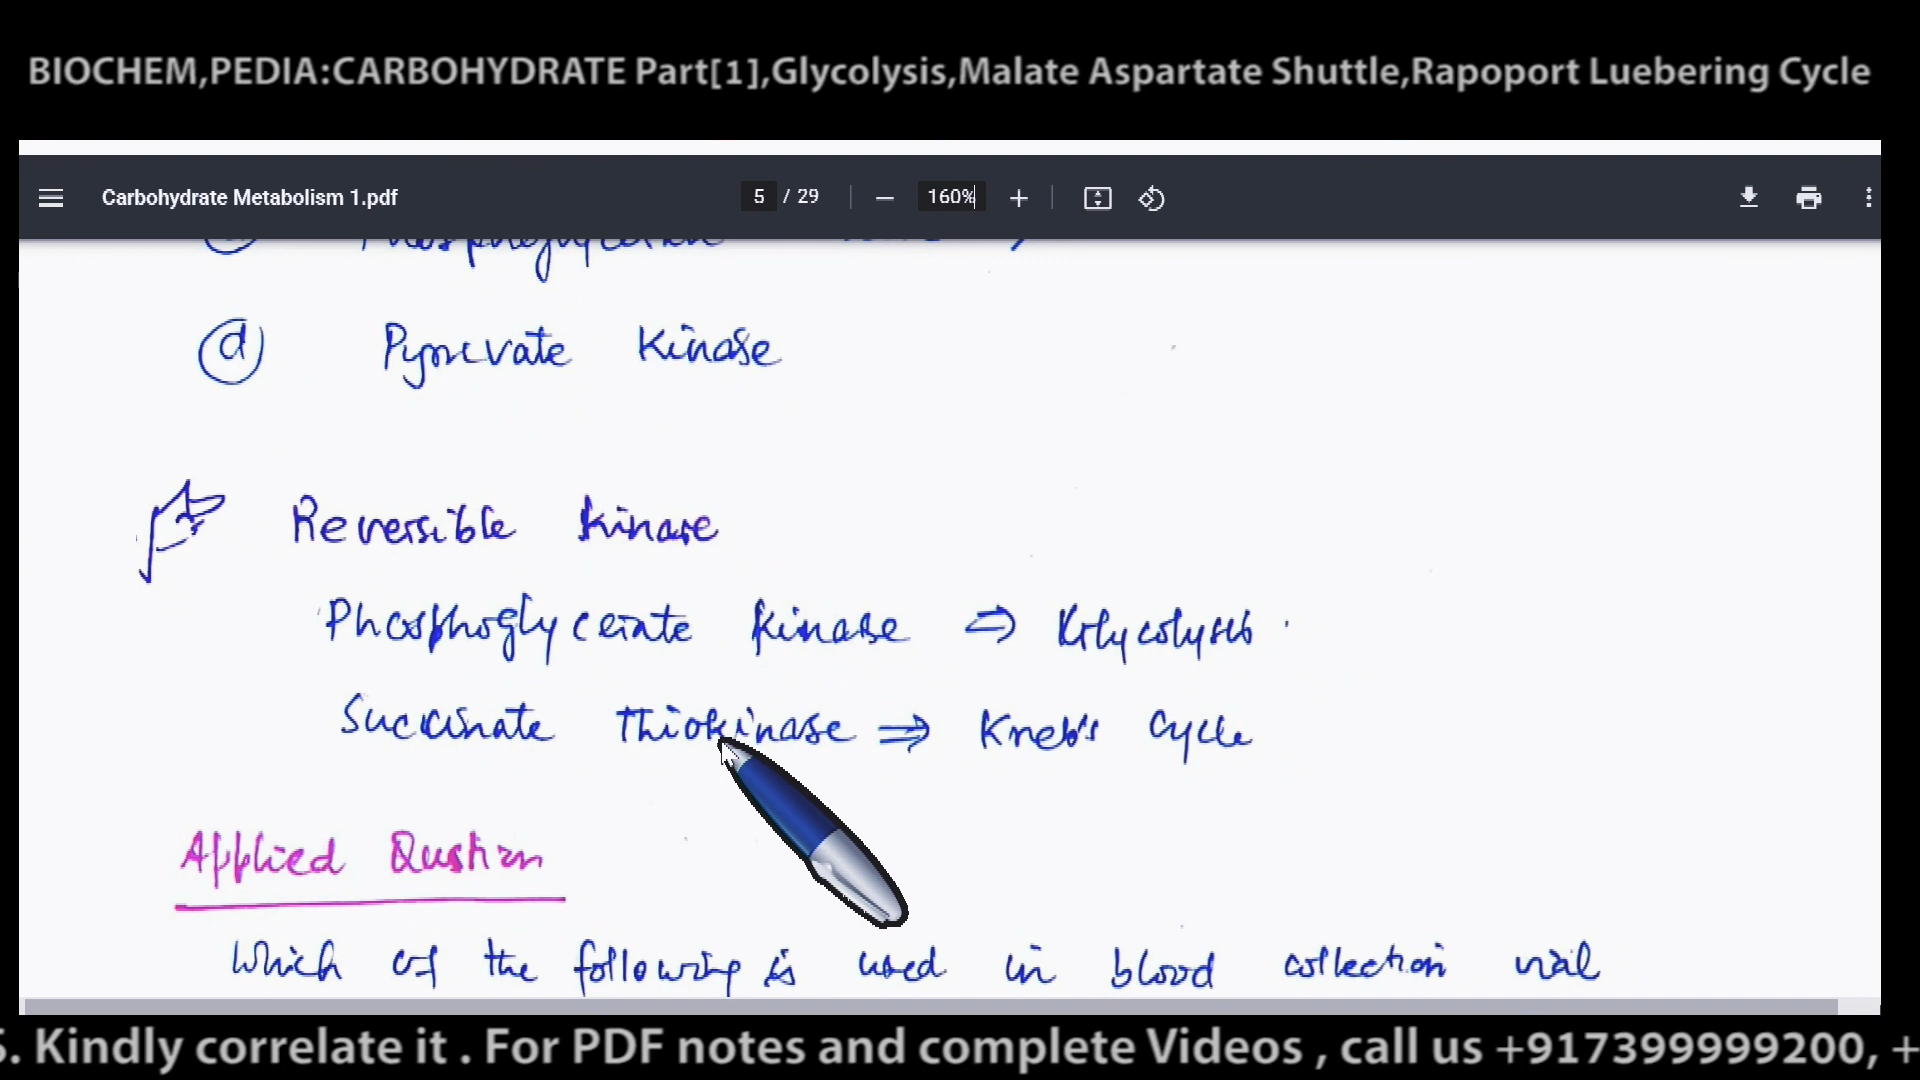 BIOCHEM,PEDIA:CARBOHYDRATE Part[1],Glycolysis,Malate Aspartate Shuttle,Rapoport Luebering Cycle
Carbohydrate Metabolism 1.pdf
5 / 29
160%
d Pyruvate Kinase
Reversible Kinase
Phosphoglycerate Kinase ⇒ Glycolysis
Succinate Thiokinase ⇒ Kreb's Cycle
Applied Question
Which of the following is used in blood collection vial
. Kindly correlate it . For PDF notes and complete Videos , call us +917399999200, +